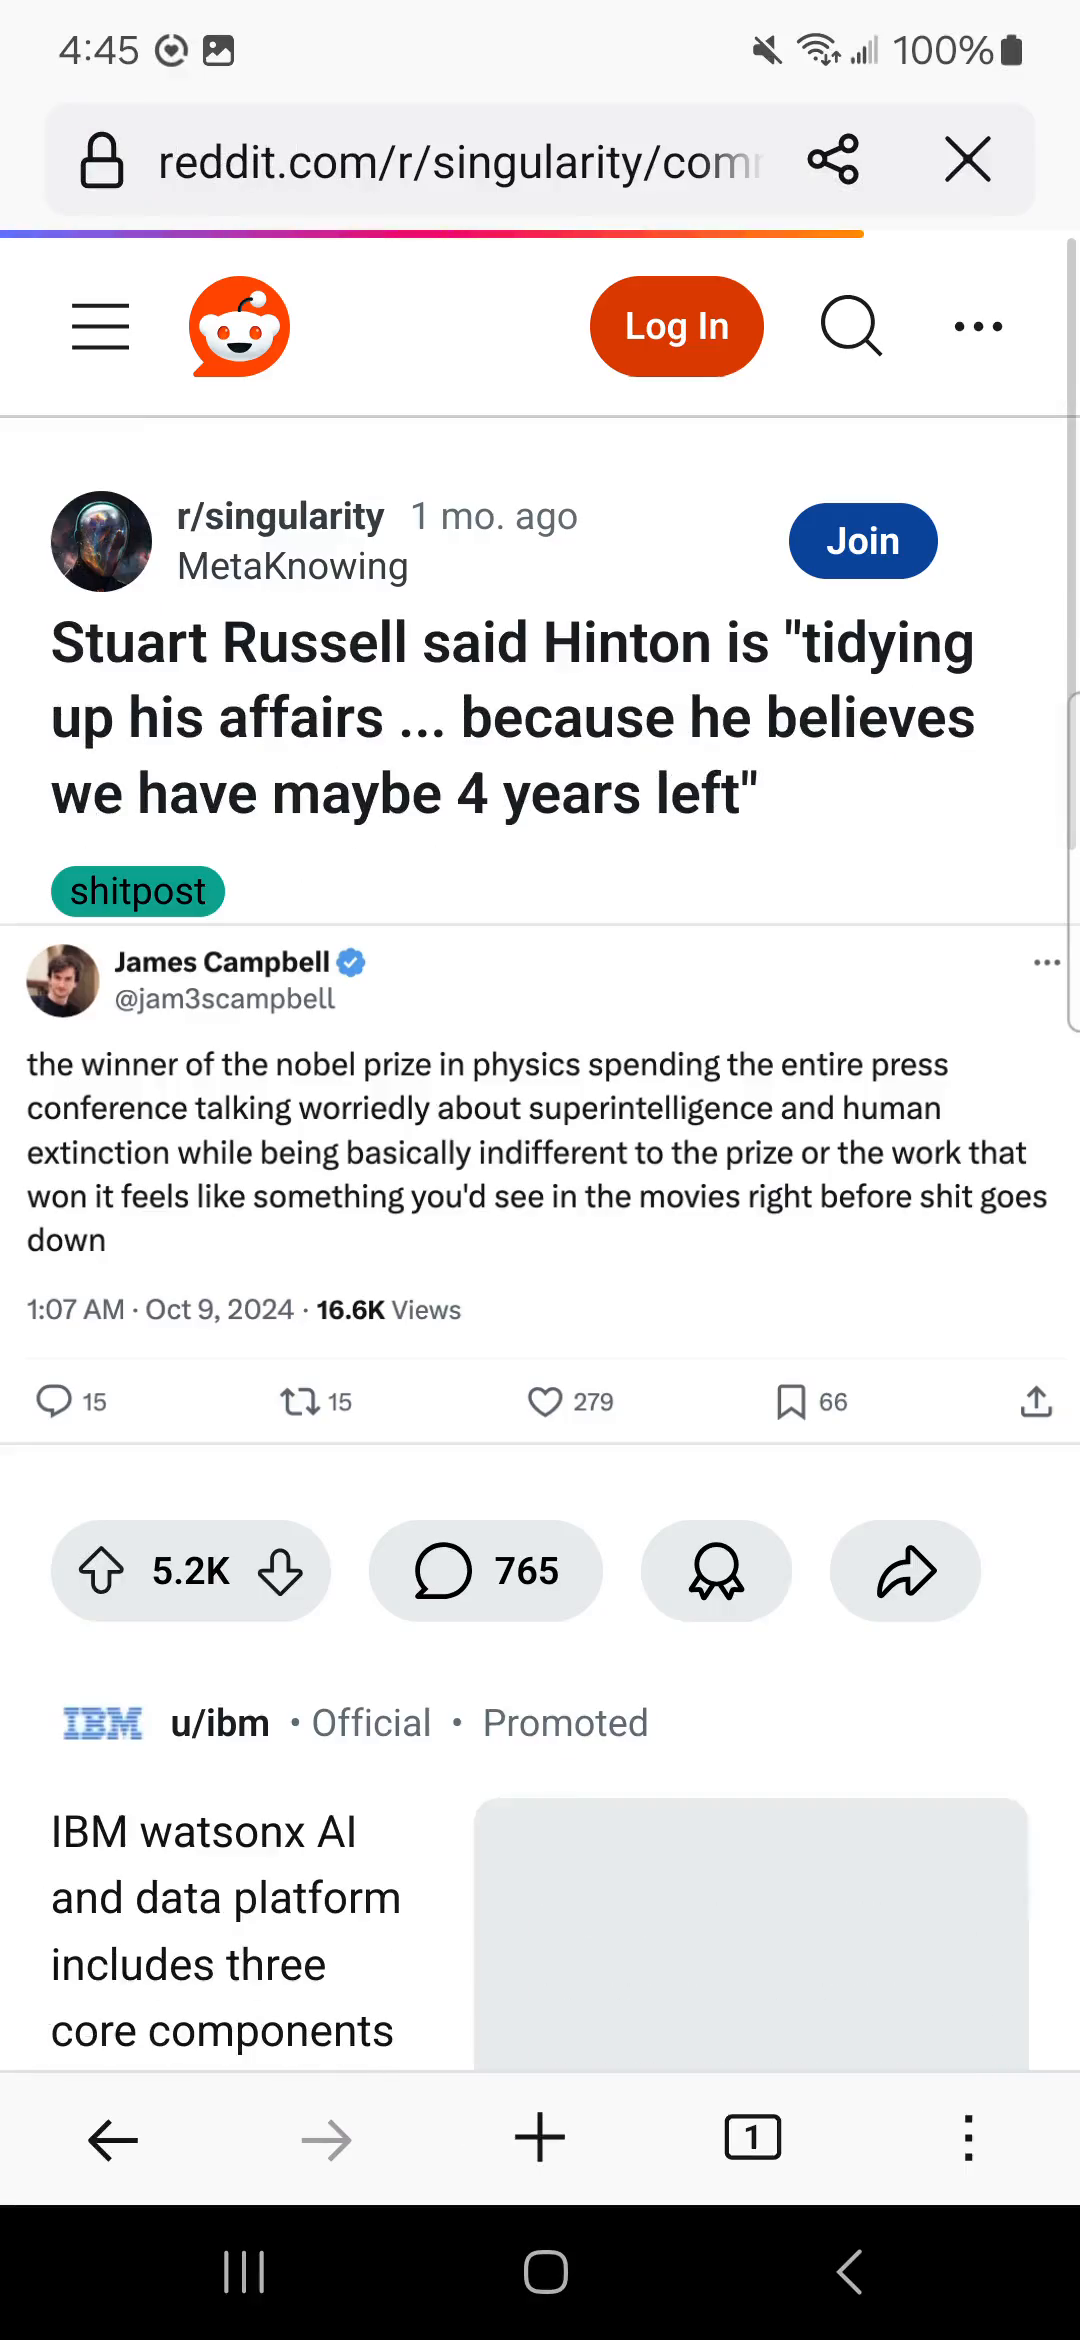 4:45
100%
reddit.com/r/singularity/com
Log In
r/singularity 1 mo. ago
MetaKnowing
Join
Stuart Russell said Hinton is "tidying
up his affairs ... because he believes
we have maybe 4 years left"
shitpost
James Campbell
@jam3scampbell
the winner of the nobel prize in physics spending the entire press
conference talking worriedly about superintelligence and human
extinction while being basically indifferent to the prize or the work that
won it feels like something you'd see in the movies right before shit goes
down
1:07 AM · Oct 9, 2024 · 16.6K Views
15 15 279 66
5.2K 765
IBM u/ibm • Official • Promoted
IBM watsonx AI
and data platform
includes three
core components
1